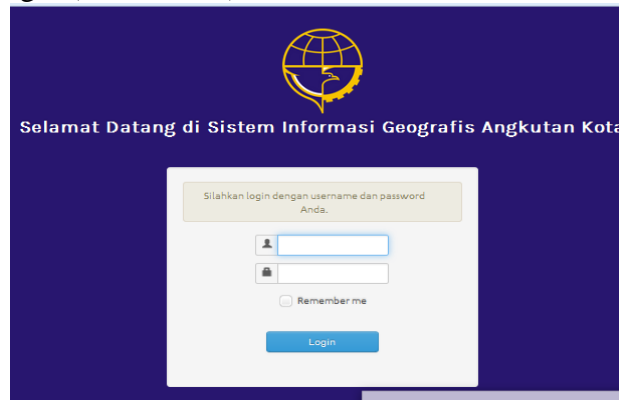 Selamat Datang di Sistem Informasi Geografis Angkutan Kota
Silahkan login dengan username dan password
Anda.
Remember me
Login